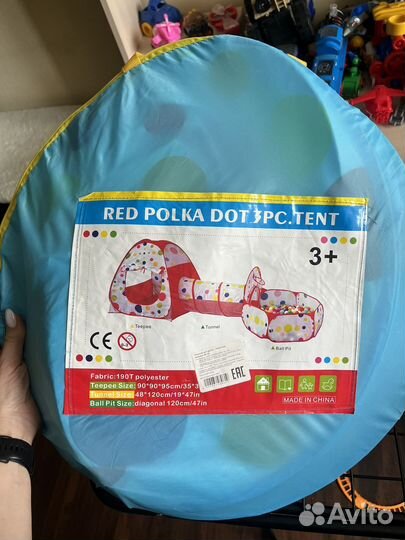 RED POLKA DOT 3PC.TENT
3+
Teepee
Tunnel
Ball Pit
CE
Fabric:190T polyester
Teepee Size: 90*90*95cm/35*3
Tunnel Size: 48*120cm/19*47in
Ball Pit Size:diagonal 120cm/47in
EAC
MADE IN CHINA
Avito